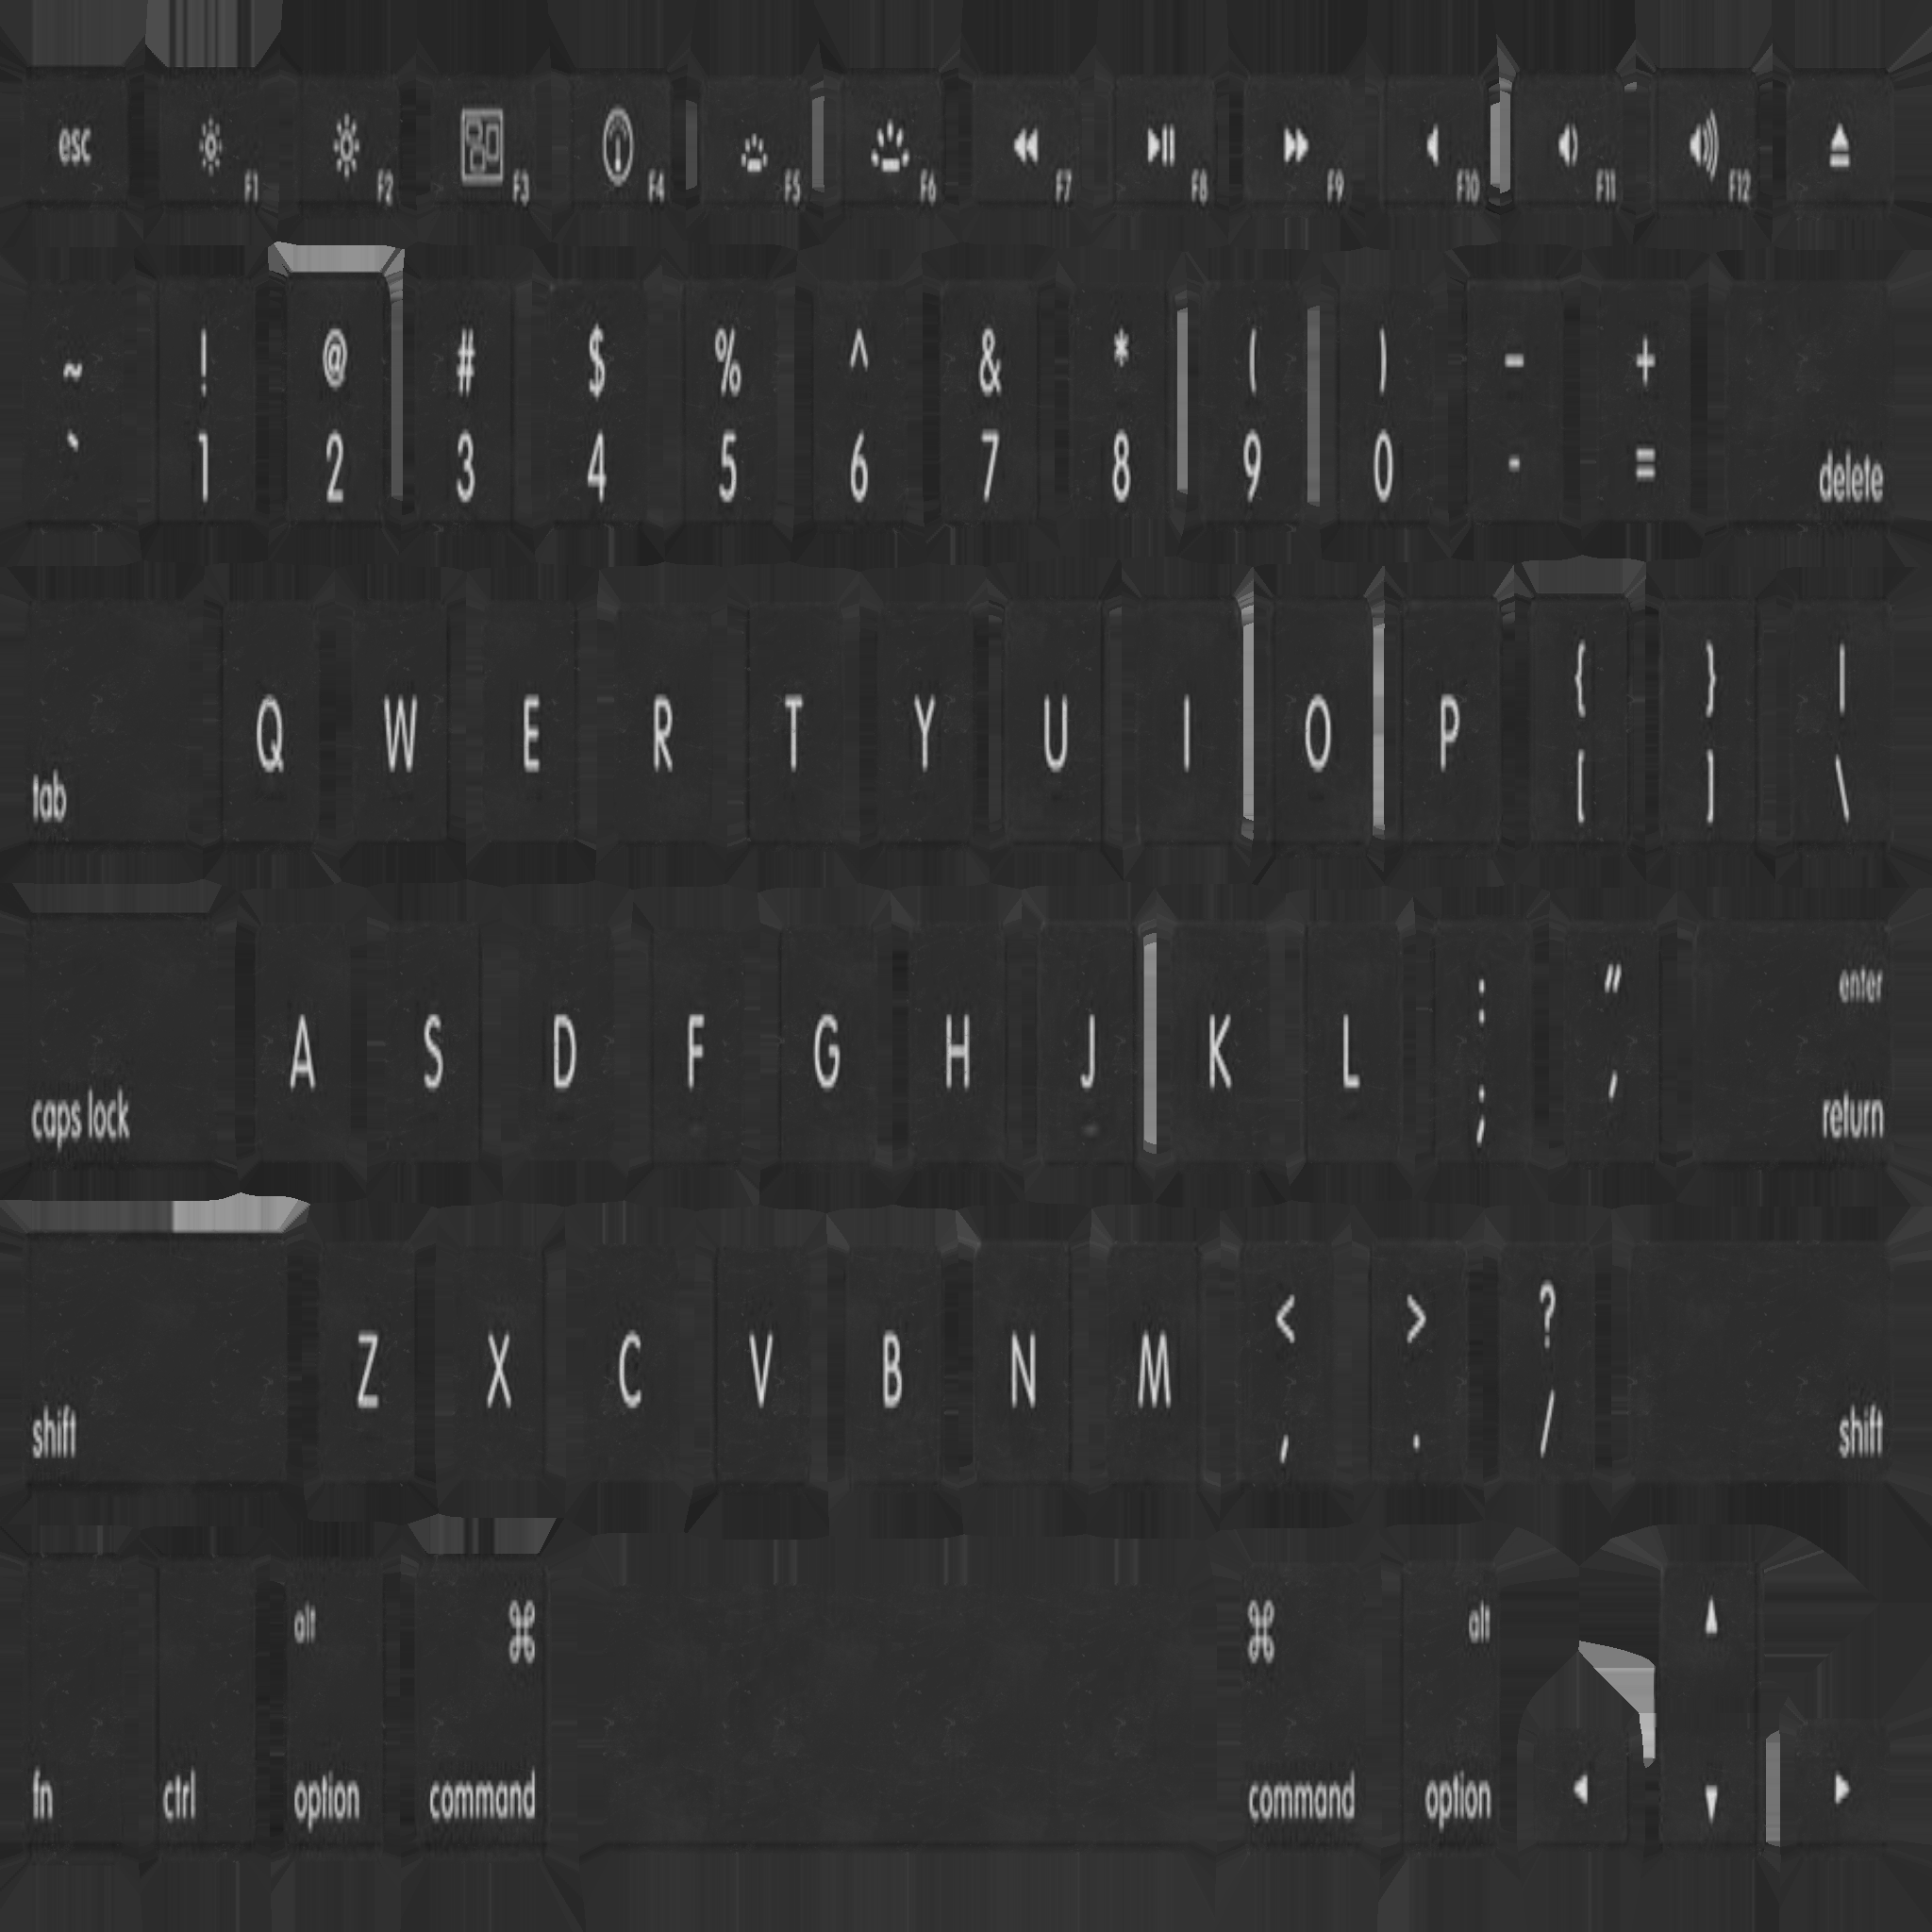 esc F1 F2 F3 F4 F5 F6 F7 F8 F9 F10 F11 F12
~ ! @ # $ % ^ & * ( ) – +
` 1 2 3 4 5 6 7 8 9 0 - = delete
{ } |
Q W E R T Y U I O P
tab [ ] \
: " enter
A S D F G H J K L
caps lock ; ' return
< > ?
Z X C V B N M
shift , . / shift
alt ⌘ ⌘ alt ▲
fn ctrl option command command option ◀ ▼ ▶